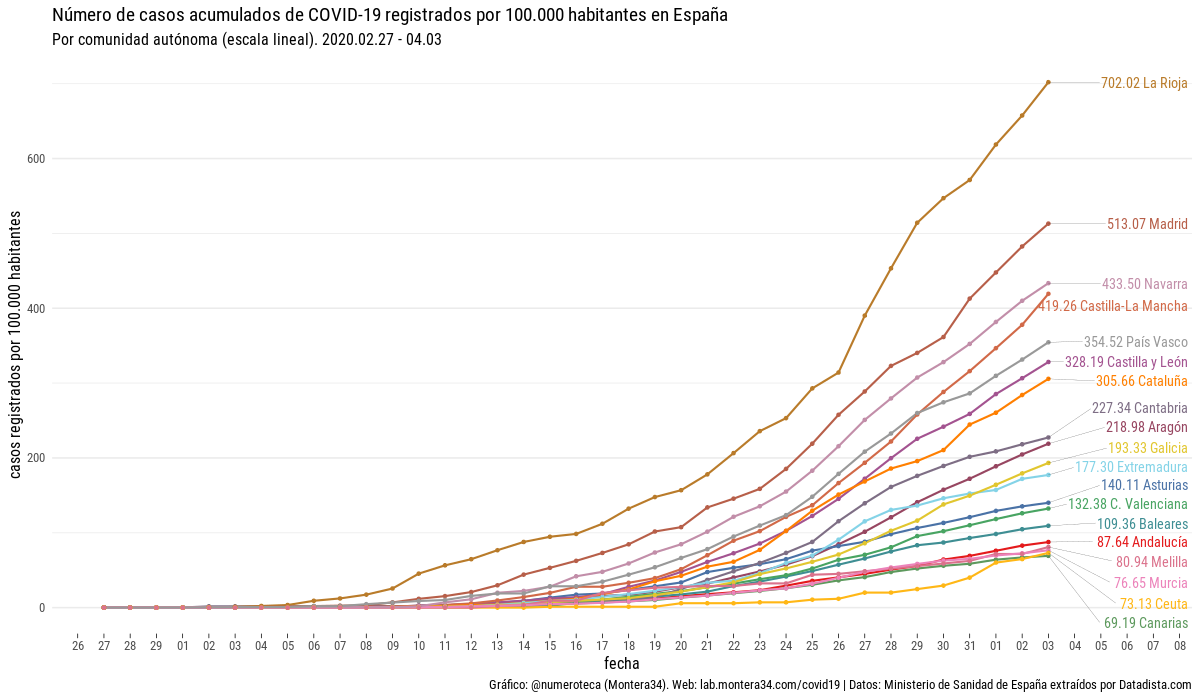 Número de casos acumulados de COVID-19 registrados por 100.000 habitantes en España
Por comunidad autónoma (escala lineal). 2020.02.27 - 04.03
casos registrados por 100.000 habitantes
600
400
200
0
702.02 La Rioja
513.07 Madrid
433.50 Navarra
419.26 Castilla-La Mancha
354.52 País Vasco
328.19 Castilla y León
305.66 Cataluña
227.34 Cantabria
218.98 Aragón
193.33 Galicia
177.30 Extremadura
140.11 Asturias
132.38 C. Valenciana
109.36 Baleares
87.64 Andalucía
80.94 Melilla
76.65 Murcia
73.13 Ceuta
69.19 Canarias
26 27 28 29 01 02 03 04 05 06 07 08 09 10 11 12 13 14 15 16 17 18 19 20 21 22 23 24 25 26 27 28 29 30 31 01 02 03 04 05 06 07 08
fecha
Gráfico: @numeroteca (Montera34). Web: lab.montera34.com/covid19 | Datos: Ministerio de Sanidad de España extraídos por Datadista.com